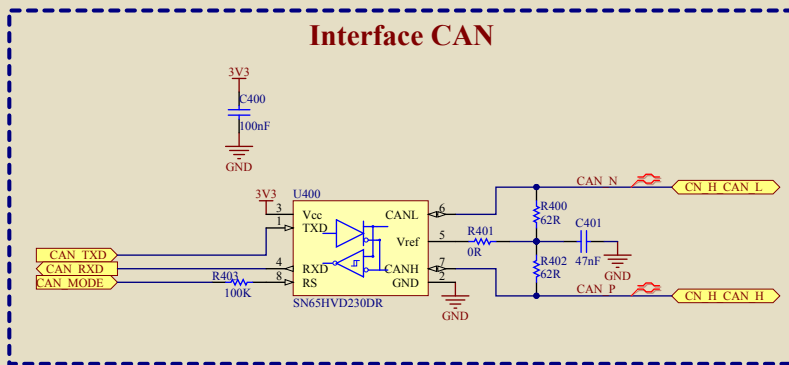 Interface CAN
3V3
C400
100nF
GND
3V3
U400
3
Vcc
1
TXD
4
RXD
8
RS
CANL
6
Vref
5
CANH
7
GND
2
SN65HVD230DR
GND
CAN_TXD
CAN_RXD
CAN_MODE
R403
100K
R401
0R
CAN_N
R400
62R
C401
47nF
GND
R402
62R
CAN_P
CN_H_CAN_L
CN_H_CAN_H